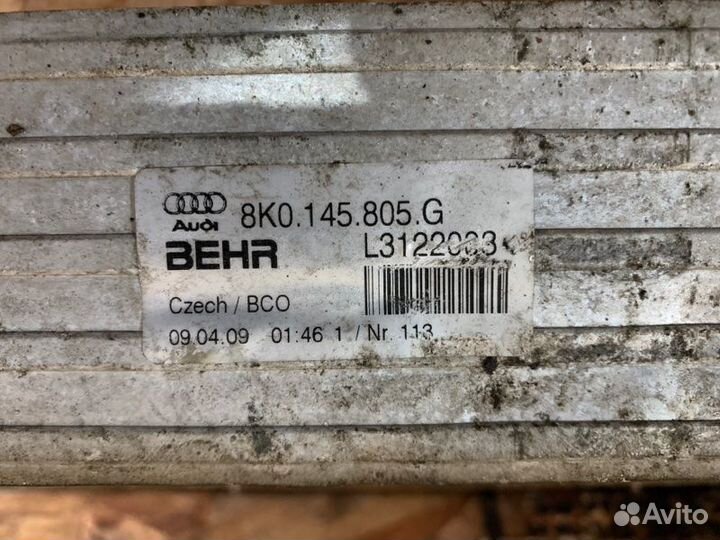 Audi 8K0.145.805.G
BEHR L3122033
Czech / BCO
09.04.09 01:46 1 / Nr. 113
Avito